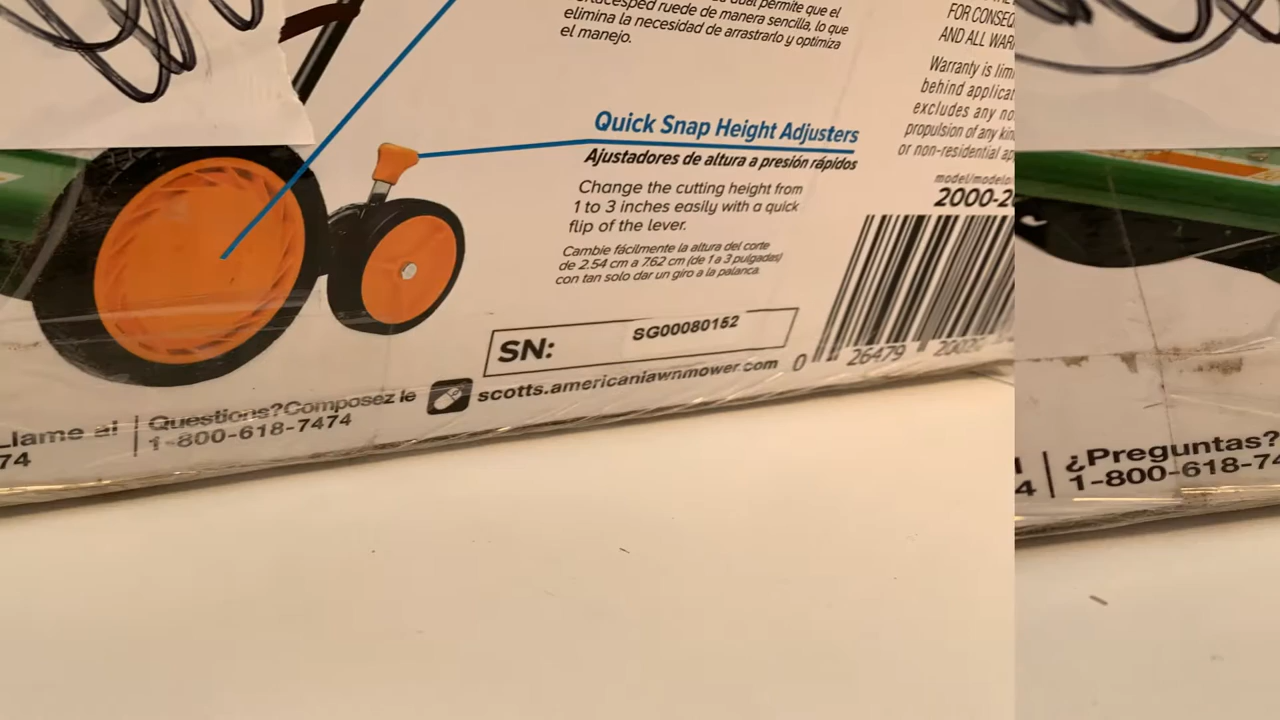 permite que el
ruede de manera sencilla, lo que
elimina la necesidad de arrastrarlo y optimiza
el manejo.
Quick Snap Height Adjusters
Ajustadores de altura a presión rápidos
Change the cutting height from
1 to 3 inches easily with a quick
flip of the lever.
Cambie fácilmente la altura del corte
de 2.54 cm a 7.62 cm (de 1 a 3 pulgadas)
con tan solo dar un giro a la palanca.
FOR CONSEQ
AND ALL WAR
Warranty is lim
behind applicat
excludes any no
propulsion of any kin
or non-residential ap
model/modelo
2000-2
SN: SG00080152
0 26479
Llame al
74
Questions?Composez le
1-800-618-7474
scotts.americanlawnmower.com
4
¿Preguntas?
1-800-618-74